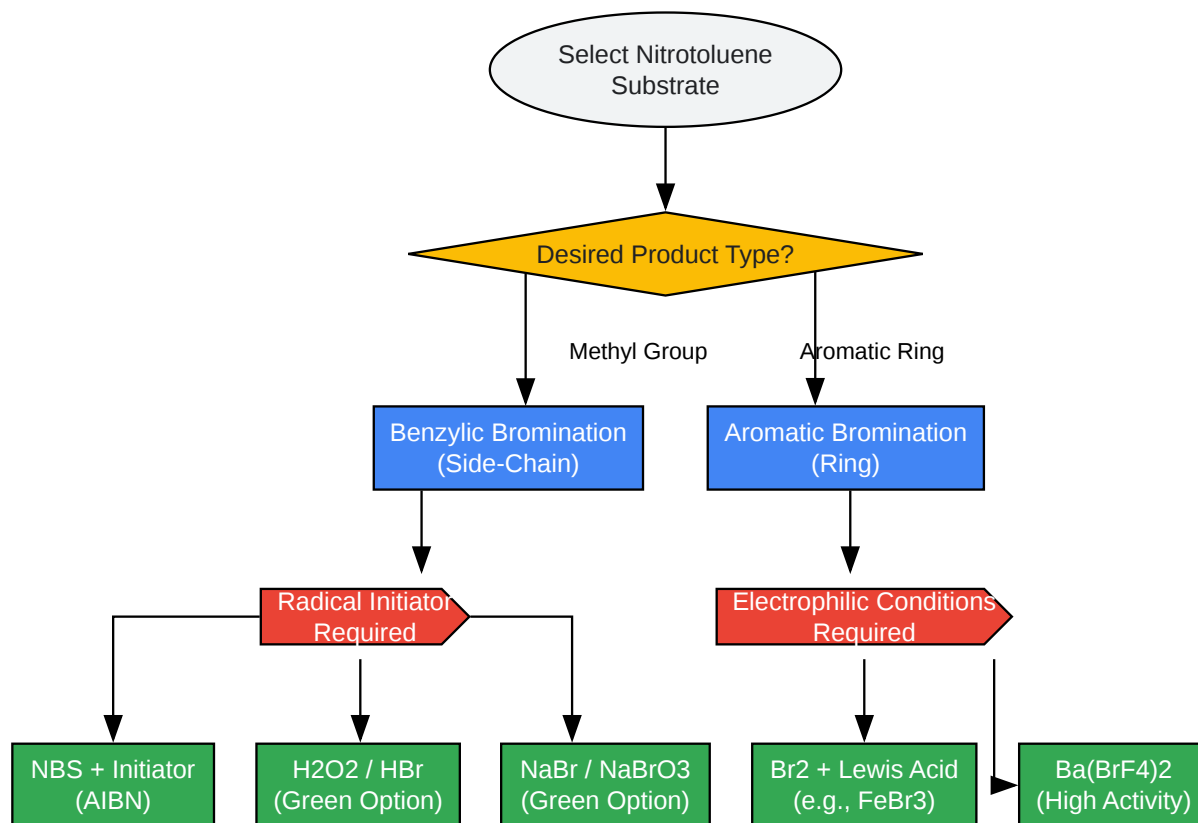 Select Nitrotoluene
Substrate
Desired Product Type?
Methyl Group
Aromatic Ring
Benzylic Bromination
(Side-Chain)
Aromatic Bromination
(Ring)
Radical Initiator
Required
Electrophilic Conditions
Required
NBS + Initiator
(AIBN)
H2O2 / HBr
(Green Option)
NaBr / NaBrO3
(Green Option)
Br2 + Lewis Acid
(e.g., FeBr3)
Ba(BrF4)2
(High Activity)